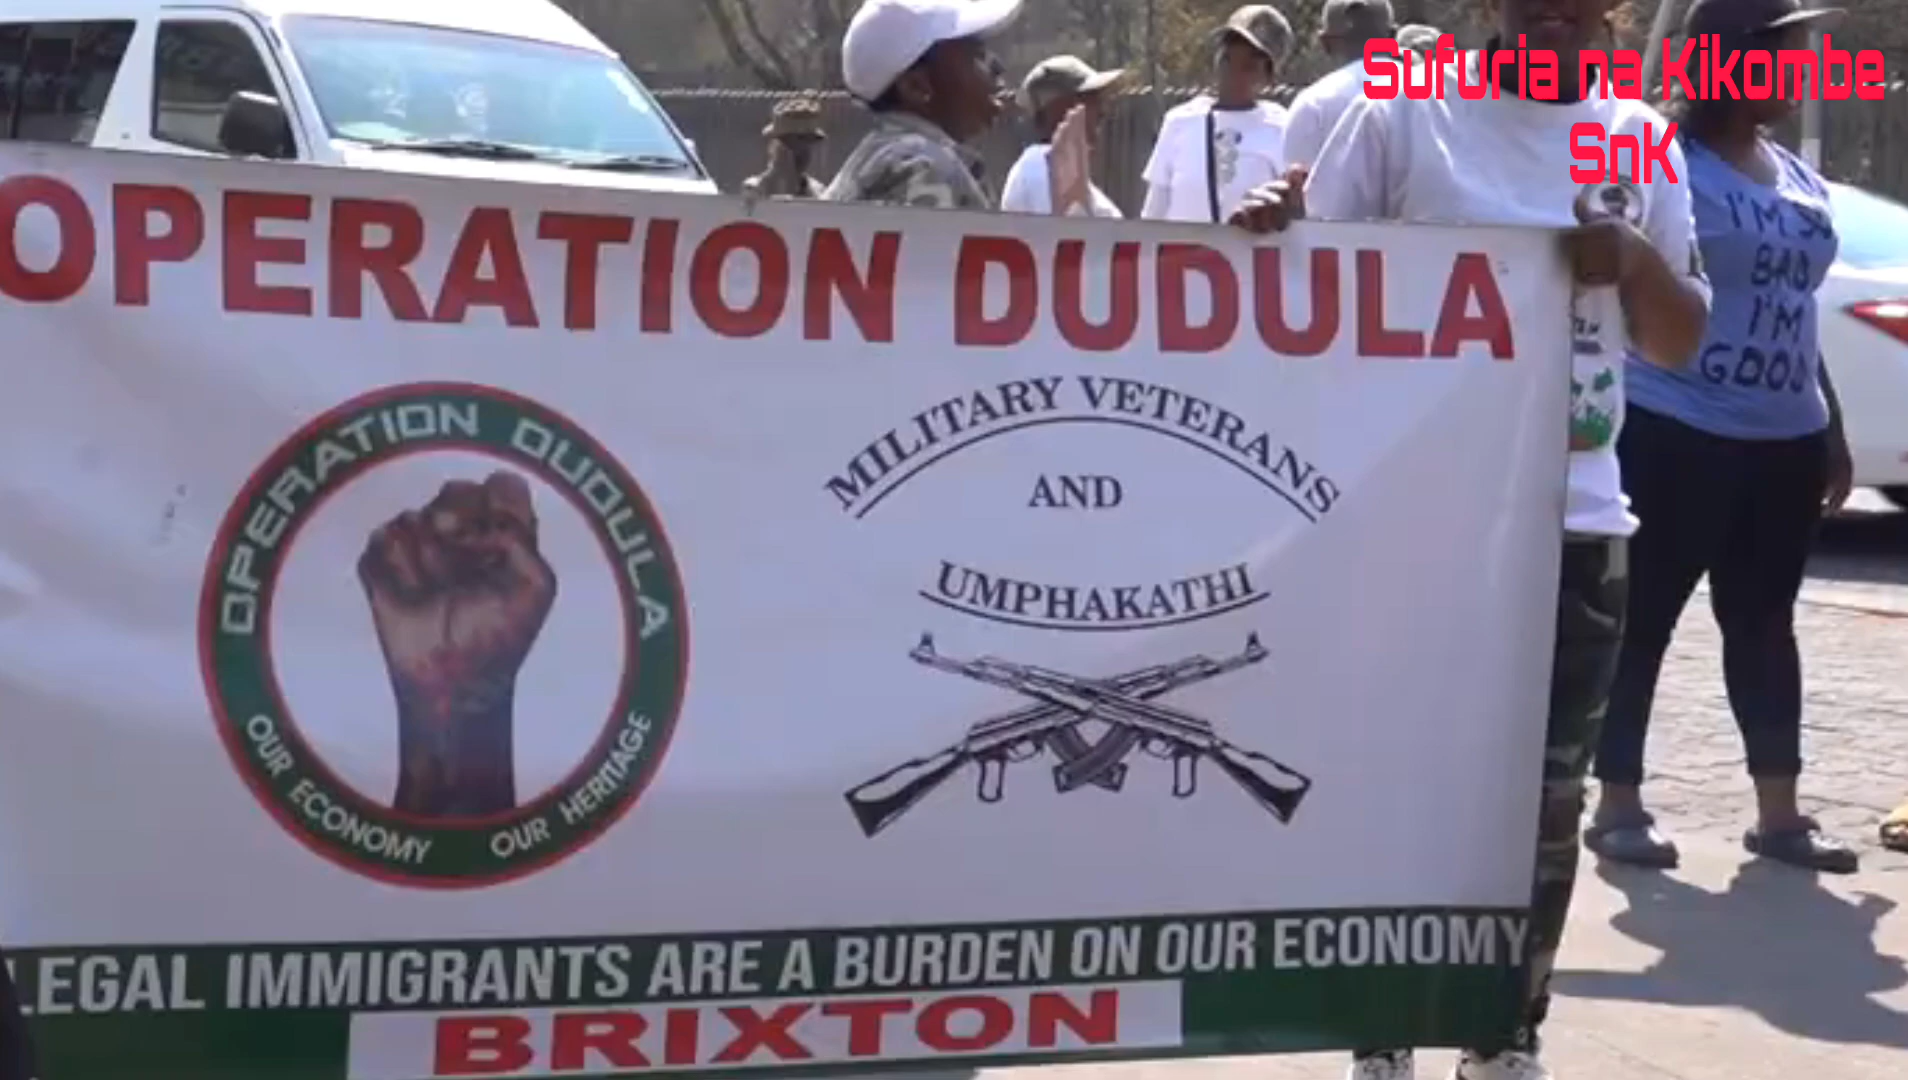 Sufuria na Kikombe
SnK
OPERATION DUDULA
OPERATION DUDULA
OUR ECONOMY OUR HERITAGE
MILITARY VETERANS
AND
UMPHAKATHI
LEGAL IMMIGRANTS ARE A BURDEN ON OUR ECONOMY
BRIXTON
I'M SO
BAD
I'M
GOOD